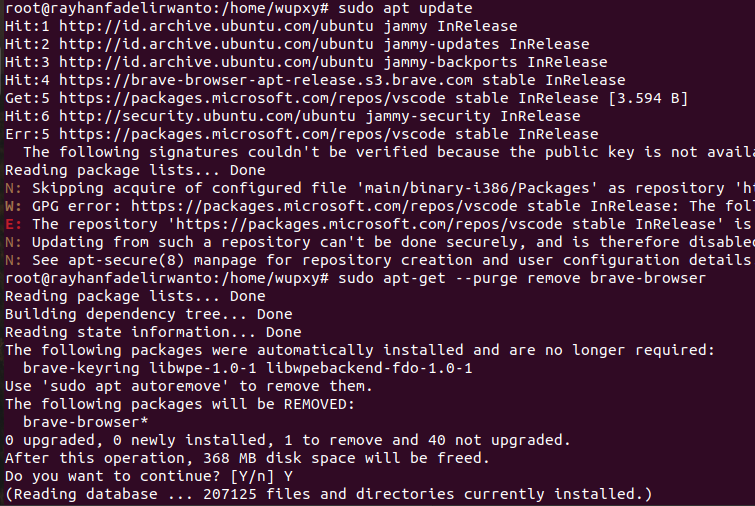 root@rayhanfadelirwanto:/home/wupxy# sudo apt update
Hit:1 http://id.archive.ubuntu.com/ubuntu jammy InRelease
Hit:2 http://id.archive.ubuntu.com/ubuntu jammy-updates InRelease
Hit:3 http://id.archive.ubuntu.com/ubuntu jammy-backports InRelease
Hit:4 https://brave-browser-apt-release.s3.brave.com stable InRelease
Get:5 https://packages.microsoft.com/repos/vscode stable InRelease [3.594 B]
Hit:6 http://security.ubuntu.com/ubuntu jammy-security InRelease
Err:5 https://packages.microsoft.com/repos/vscode stable InRelease
The following signatures couldn't be verified because the public key is not availa
Reading package lists... Done
N: Skipping acquire of configured file 'main/binary-i386/Packages' as repository 'ht
W: GPG error: https://packages.microsoft.com/repos/vscode stable InRelease: The foll
E: The repository 'https://packages.microsoft.com/repos/vscode stable InRelease' is
N: Updating from such a repository can't be done securely, and is therefore disabled
N: See apt-secure(8) manpage for repository creation and user configuration details
root@rayhanfadelirwanto:/home/wupxy# sudo apt-get --purge remove brave-browser
Reading package lists... Done
Building dependency tree... Done
Reading state information... Done
The following packages were automatically installed and are no longer required:
brave-keyring libwpe-1.0-1 libwpebackend-fdo-1.0-1
Use 'sudo apt autoremove' to remove them.
The following packages will be REMOVED:
brave-browser*
0 upgraded, 0 newly installed, 1 to remove and 40 not upgraded.
After this operation, 368 MB disk space will be freed.
Do you want to continue? [Y/n] Y
(Reading database ... 207125 files and directories currently installed.)